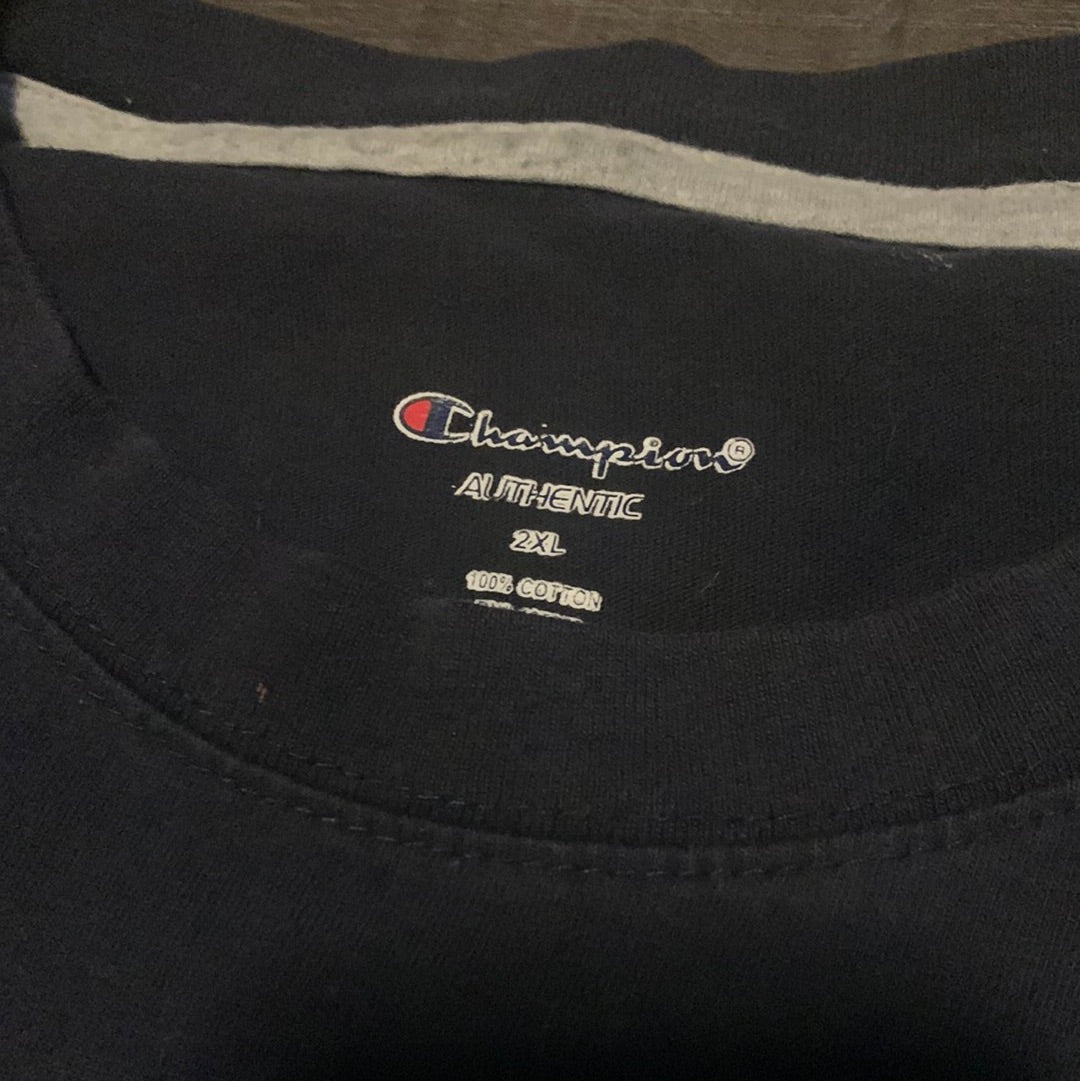 Champion®
AUTHENTIC
2XL
100% COTTON